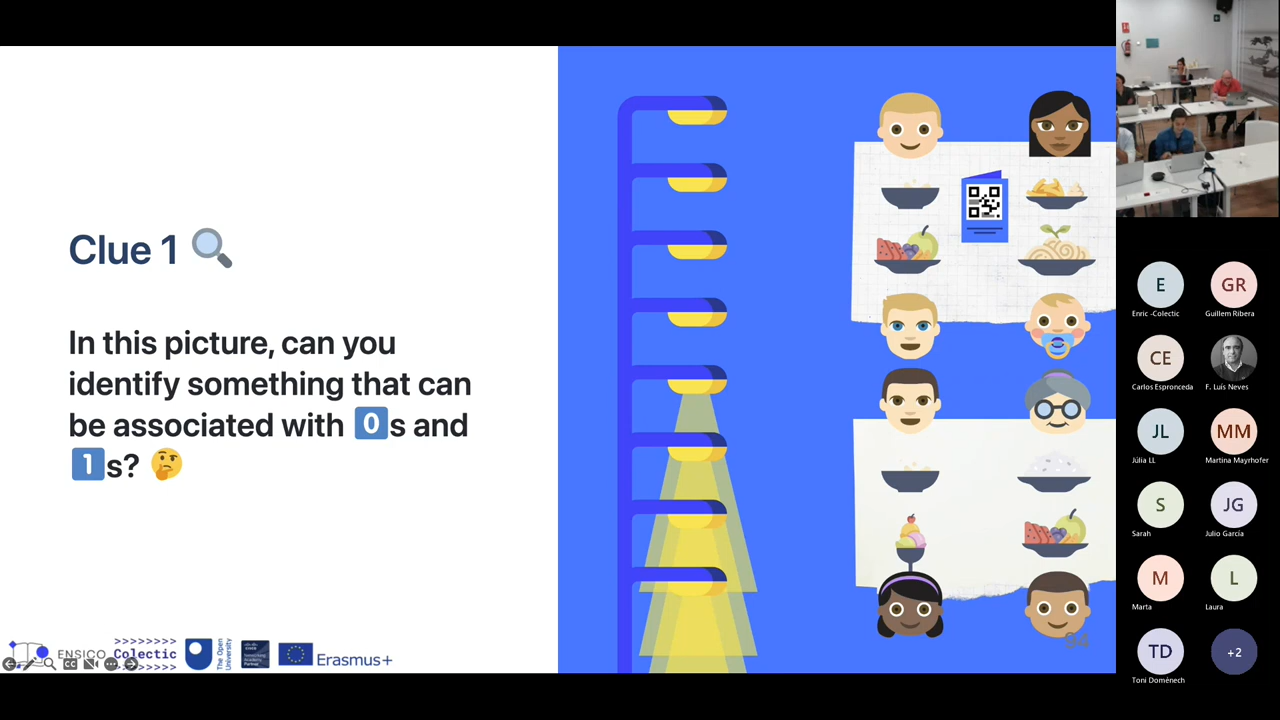 Clue 1
In this picture, can you
identify something that can
be associated with 0s and
1s?
ENSICO
>>>>>>>>
Colectic
>>>>>>>
The Open
University
Erasmus+
34
E
Enric -Colectic
GR
Guillem Ribera
CE
Carlos Espronceda
F. Luís Neves
JL
Júlia LL
MM
Martina Mayrhofer
S
Sarah
JG
Julio García
M
Marta
L
Laura
TD
Toni Domènech
+2